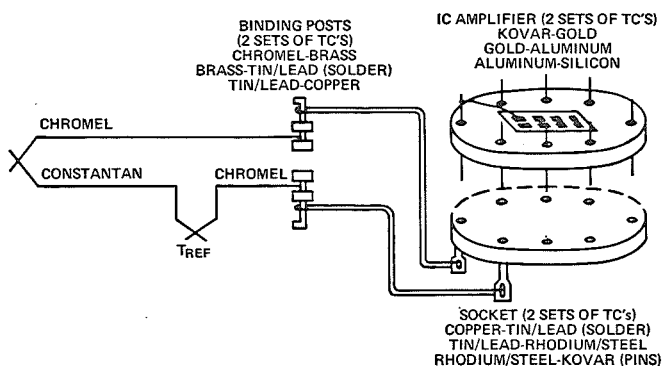 BINDING POSTS
(2 SETS OF TC'S)
CHROMEL-BRASS
BRASS-TIN/LEAD (SOLDER)
TIN/LEAD-COPPER
IC AMPLIFIER (2 SETS OF TC'S)
KOVAR-GOLD
GOLD-ALUMINUM
ALUMINUM-SILICON
CHROMEL
CONSTANTAN
CHROMEL
TREF
SOCKET (2 SETS OF TC's)
COPPER-TIN/LEAD (SOLDER)
TIN/LEAD-RHODIUM/STEEL
RHODIUM/STEEL-KOVAR (PINS)